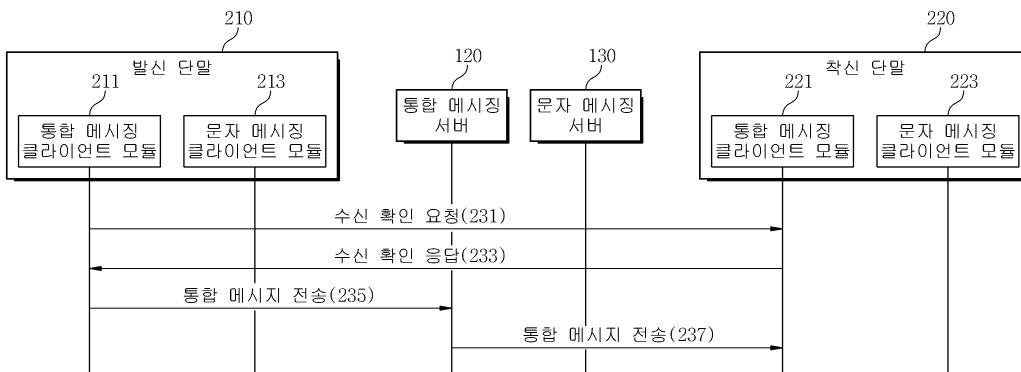 210
220
발신 단말
120
130
착신 단말
211
213
221
223
통합 메시징
클라이언트 모듈
문자 메시징
클라이언트 모듈
통합 메시징
서버
문자 메시징
서버
통합 메시징
클라이언트 모듈
문자 메시징
클라이언트 모듈
수신 확인 요청(231)
수신 확인 응답(233)
통합 메시지 전송(235)
통합 메시지 전송(237)